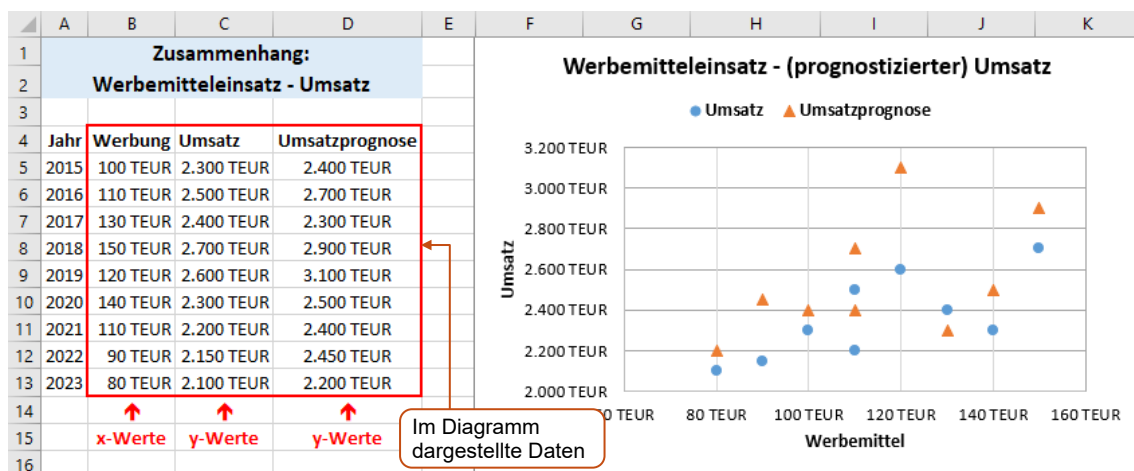 A B C D E F G H I J K
1 Zusammenhang:
2 Werbemitteleinsatz - Umsatz
3
4 Jahr Werbung Umsatz Umsatzprognose
5 2015 100 TEUR 2.300 TEUR 2.400 TEUR
6 2016 110 TEUR 2.500 TEUR 2.700 TEUR
7 2017 130 TEUR 2.400 TEUR 2.300 TEUR
8 2018 150 TEUR 2.700 TEUR 2.900 TEUR
9 2019 120 TEUR 2.600 TEUR 3.100 TEUR
10 2020 140 TEUR 2.300 TEUR 2.500 TEUR
11 2021 110 TEUR 2.200 TEUR 2.400 TEUR
12 2022 90 TEUR 2.150 TEUR 2.450 TEUR
13 2023 80 TEUR 2.100 TEUR 2.200 TEUR
14
15 x-Werte y-Werte y-Werte
16
Im Diagramm
dargestellte Daten
Werbemitteleinsatz - (prognostizierter) Umsatz
Umsatz Umsatzprognose
3.200 TEUR
3.000 TEUR
2.800 TEUR
2.600 TEUR
2.400 TEUR
2.200 TEUR
2.000 TEUR
Umsatz
TEUR 80 TEUR 100 TEUR 120 TEUR 140 TEUR 160 TEUR
Werbemittel